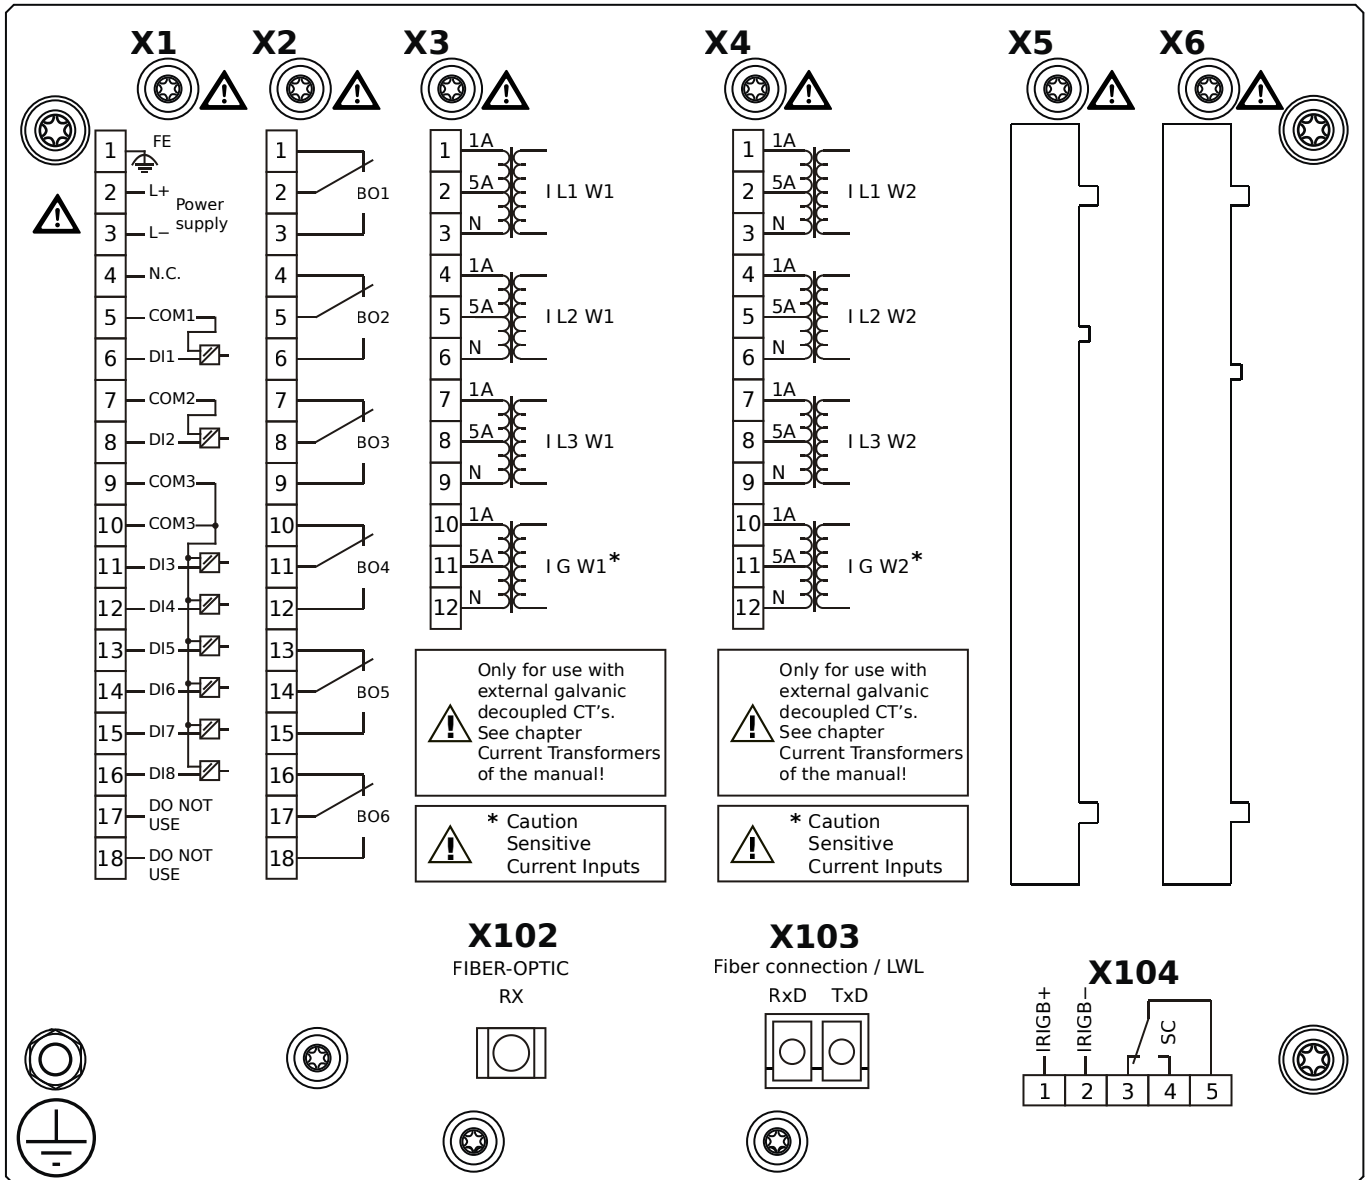 X1 X2 X3 X4 X5 X6
1 FE
2 L+
Power
supply
3 L−
4 N.C.
5 COM1
6 DI1
7 COM2
8 DI2
9 COM3
10 COM3
11 DI3
12 DI4
13 DI5
14 DI6
15 DI7
16 DI8
17 DO NOT
USE
18 DO NOT
USE
1
2 BO1
3
4
5 BO2
6
7
8 BO3
9
10
11 BO4
12
13
14 BO5
15
16
17 BO6
18
1 1A
2 5A I L1 W1
3 N
4 1A
5 5A I L2 W1
6 N
7 1A
8 5A I L3 W1
9 N
10 1A
11 5A I G W1*
12 N
Only for use with
external galvanic
decoupled CT's.
See chapter
Current Transformers
of the manual!
* Caution
Sensitive
Current Inputs
1 1A
2 5A I L1 W2
3 N
4 1A
5 5A I L2 W2
6 N
7 1A
8 5A I L3 W2
9 N
10 1A
11 5A I G W2*
12 N
Only for use with
external galvanic
decoupled CT's.
See chapter
Current Transformers
of the manual!
* Caution
Sensitive
Current Inputs
X102
FIBER-OPTIC
RX
X103
Fiber connection / LWL
RxD TxD
X104
IRIGB+
IRIGB−
SC
1 2 3 4 5